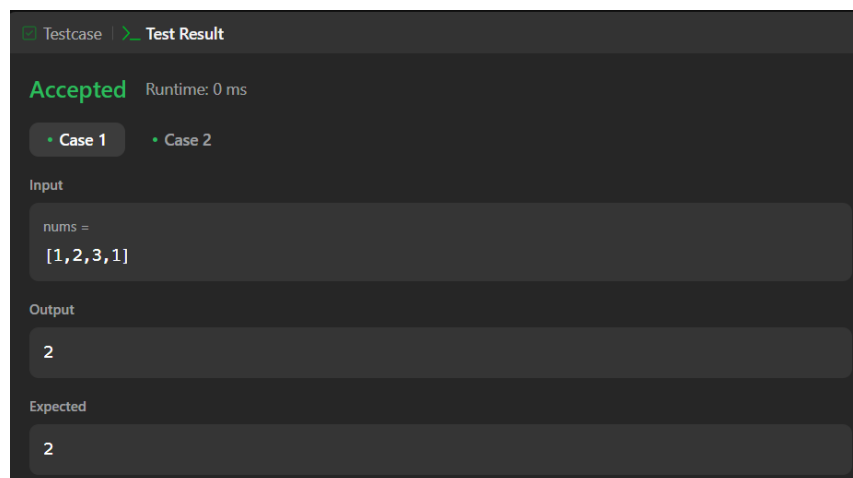 Testcase | >_ Test Result
Accepted Runtime: 0 ms
• Case 1 • Case 2
Input
nums =
[1,2,3,1]
Output
2
Expected
2